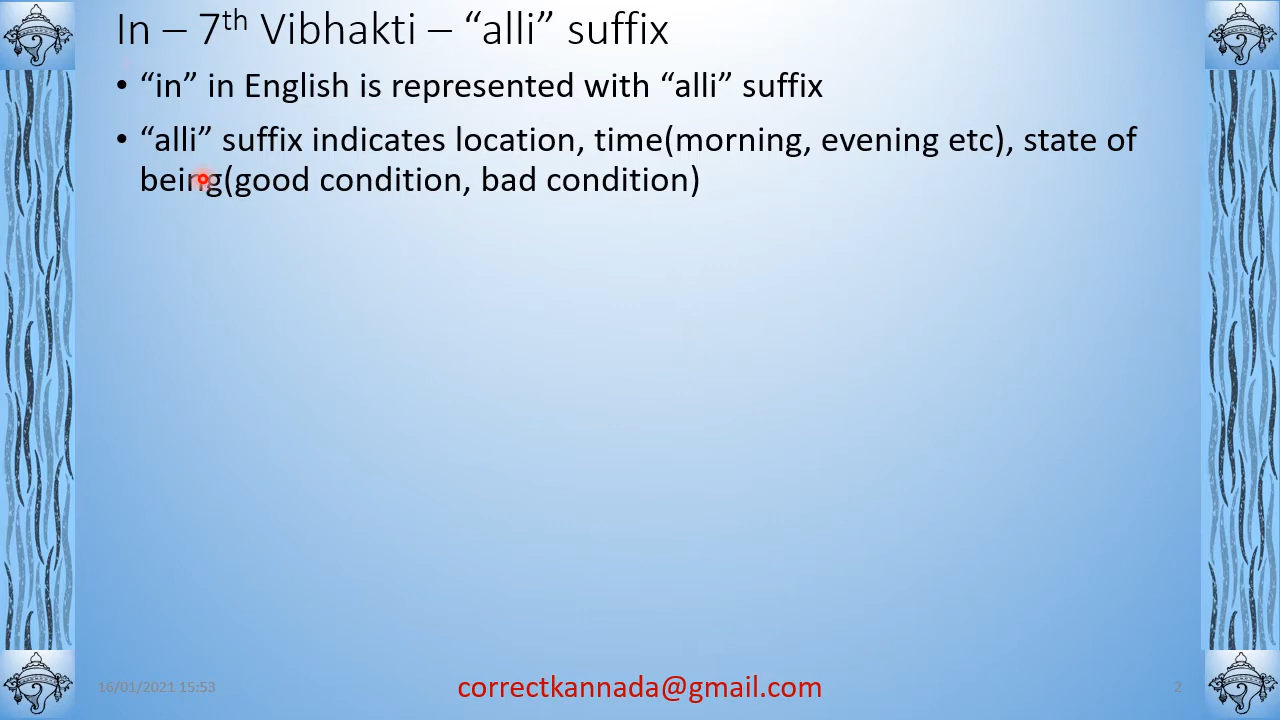 In – 7th Vibhakti – “alli” suffix
• “in” in English is represented with “alli” suffix
• “alli” suffix indicates location, time(morning, evening etc), state of
being(good condition, bad condition)
16/01/2021 15:53
correctkannada@gmail.com
2